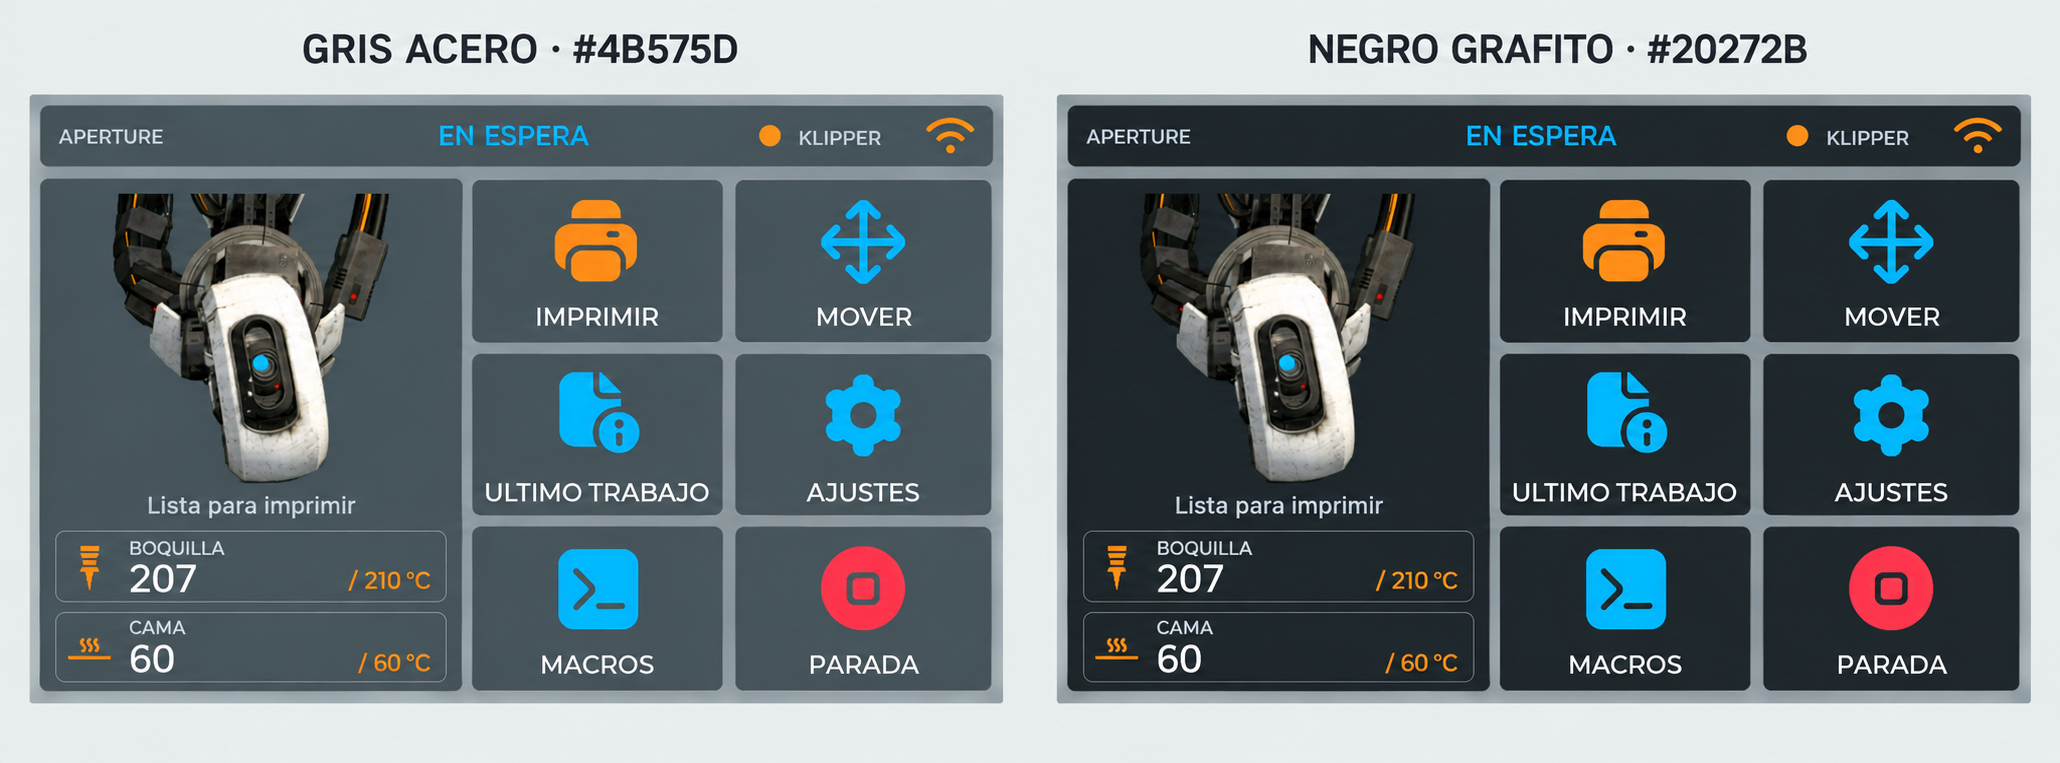 GRIS ACERO · #4B575D
APERTURE
EN ESPERA
KLIPPER
IMPRIMIR
MOVER
ULTIMO TRABAJO
AJUSTES
Lista para imprimir
BOQUILLA
207
/ 210 °C
CAMA
60
/ 60 °C
MACROS
PARADA
NEGRO GRAFITO · #20272B
APERTURE
EN ESPERA
KLIPPER
IMPRIMIR
MOVER
ULTIMO TRABAJO
AJUSTES
Lista para imprimir
BOQUILLA
207
/ 210 °C
CAMA
60
/ 60 °C
MACROS
PARADA